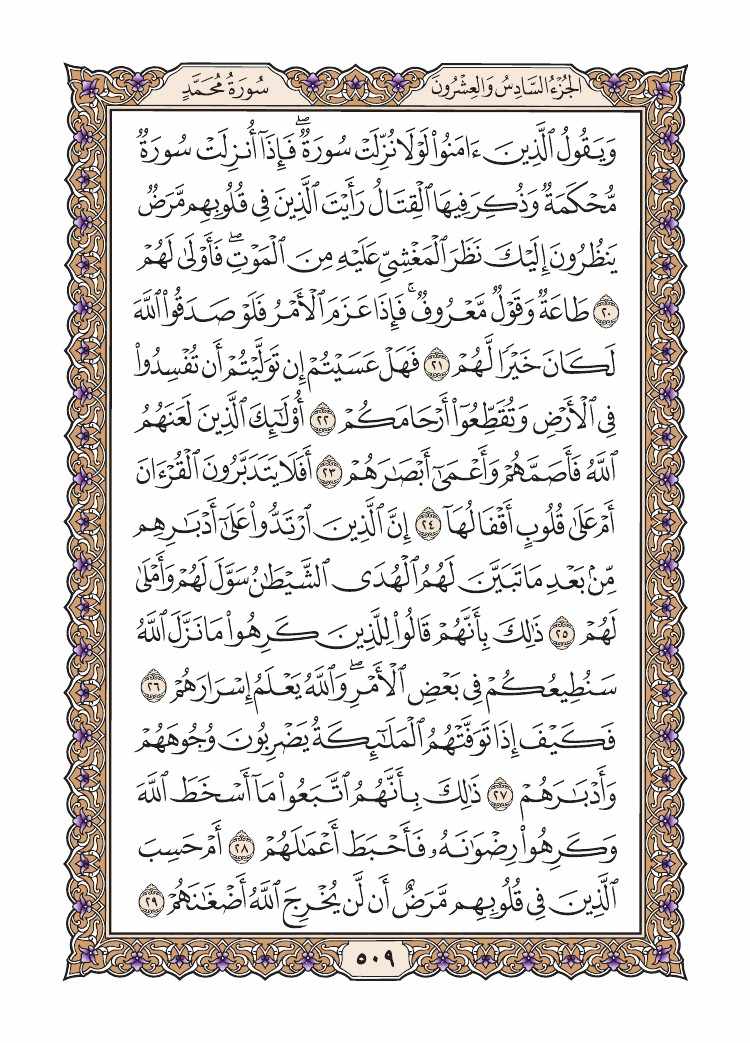 الجُزْءُ السَّادِسُ وَالعِشْرُونَ
سُورَةُ مُحَمَّدٍ
وَيَقُولُ ٱلَّذِينَ ءَامَنُوا۟ لَوْلَا نُزِّلَتْ سُورَةٌۖ فَإِذَآ أُنزِلَتْ سُورَةٌ
مُّحْكَمَةٌ وَذُكِرَ فِيهَا ٱلْقِتَالُ رَأَيْتَ ٱلَّذِينَ فِى قُلُوبِهِم مَّرَضٌ
يَنظُرُونَ إِلَيْكَ نَظَرَ ٱلْمَغْشِىِّ عَلَيْهِ مِنَ ٱلْمَوْتِۖ فَأَوْلَىٰ لَهُمْ
٢٠ طَاعَةٌ وَقَوْلٌ مَّعْرُوفٌۚ فَإِذَا عَزَمَ ٱلْأَمْرُ فَلَوْ صَدَقُوا۟ ٱللَّهَ
لَكَانَ خَيْرًا لَّهُمْ ٢١ فَهَلْ عَسَيْتُمْ إِن تَوَلَّيْتُمْ أَن تُفْسِدُوا۟
فِى ٱلْأَرْضِ وَتُقَطِّعُوٓا۟ أَرْحَامَكُمْ ٢٢ أُو۟لَٰٓئِكَ ٱلَّذِينَ لَعَنَهُمُ
ٱللَّهُ فَأَصَمَّهُمْ وَأَعْمَىٰٓ أَبْصَٰرَهُمْ ٢٣ أَفَلَا يَتَدَبَّرُونَ ٱلْقُرْءَانَ
أَمْ عَلَىٰ قُلُوبٍ أَقْفَالُهَآ ٢٤ إِنَّ ٱلَّذِينَ ٱرْتَدُّوا۟ عَلَىٰٓ أَدْبَٰرِهِم
مِّنۢ بَعْدِ مَا تَبَيَّنَ لَهُمُ ٱلْهُدَى ٱلشَّيْطَٰنُ سَوَّلَ لَهُمْ وَأَمْلَىٰ
لَهُمْ ٢٥ ذَٰلِكَ بِأَنَّهُمْ قَالُوا۟ لِلَّذِينَ كَرِهُوا۟ مَا نَزَّلَ ٱللَّهُ
سَنُطِيعُكُمْ فِى بَعْضِ ٱلْأَمْرِۖ وَٱللَّهُ يَعْلَمُ إِسْرَارَهُمْ ٢٦
فَكَيْفَ إِذَا تَوَفَّتْهُمُ ٱلْمَلَٰٓئِكَةُ يَضْرِبُونَ وُجُوهَهُمْ
وَأَدْبَٰرَهُمْ ٢٧ ذَٰلِكَ بِأَنَّهُمُ ٱتَّبَعُوا۟ مَآ أَسْخَطَ ٱللَّهَ
وَكَرِهُوا۟ رِضْوَٰنَهُۥ فَأَحْبَطَ أَعْمَٰلَهُمْ ٢٨ أَمْ حَسِبَ
ٱلَّذِينَ فِى قُلُوبِهِم مَّرَضٌ أَن لَّن يُخْرِجَ ٱللَّهُ أَضْغَٰنَهُمْ ٢٩
٥٠٩